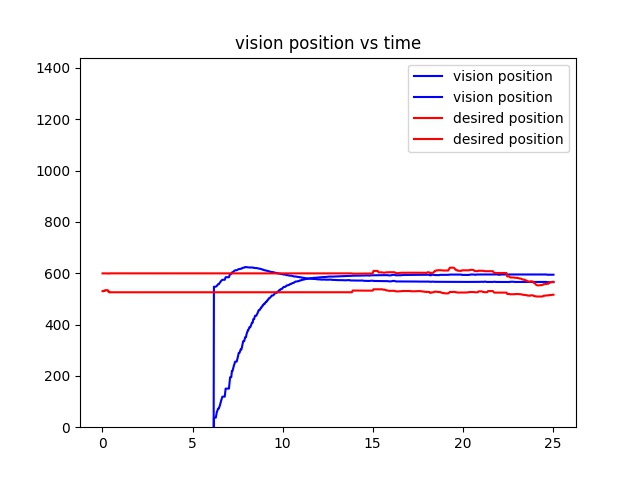 vision position vs time
1400
1200
1000
800
600
400
200
0
vision position
vision position
desired position
desired position
0 5 10 15 20 25